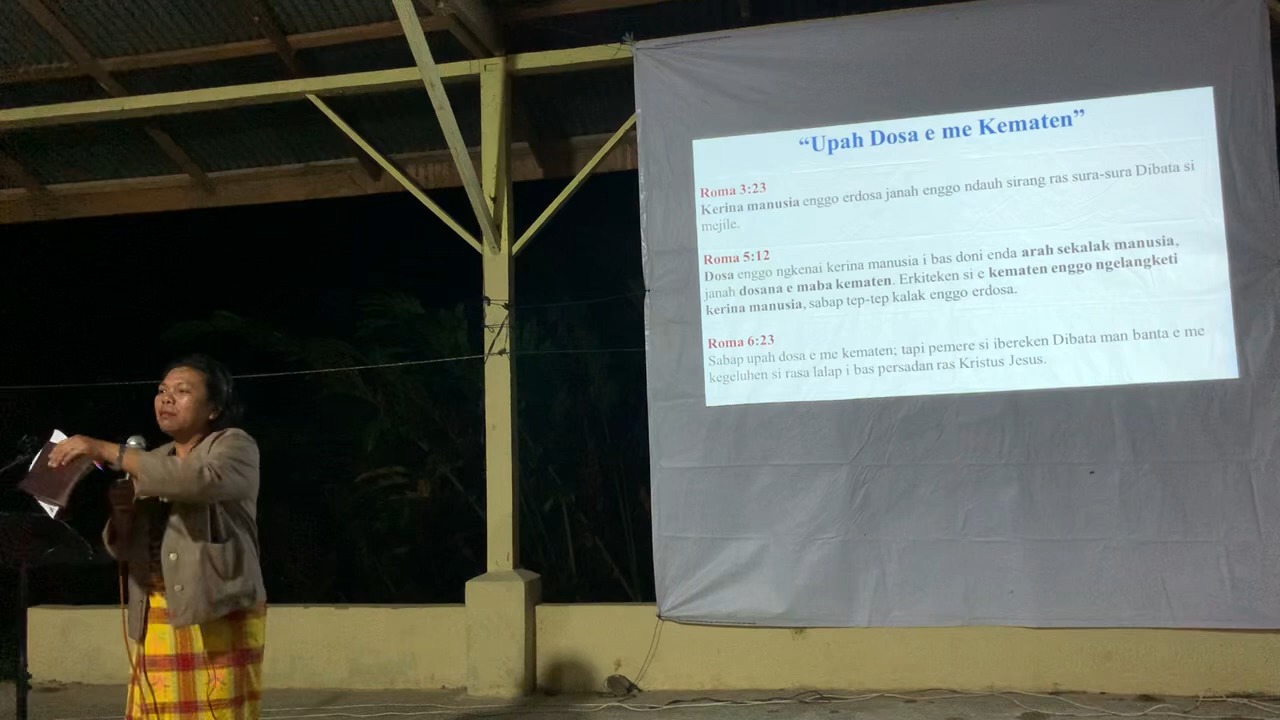 “Upah Dosa e me Kematen”
Roma 3:23
Kerina manusia enggo erdosa janah enggo ndauh sirang ras sura-sura Dibata si
mejile.
Roma 5:12
Dosa enggo ngkenai kerina manusia i bas doni enda arah sekalak manusia,
janah dosana e maba kematen. Erkiteken si e kematen enggo ngelangketi
kerina manusia, sabap tep-tep kalak enggo erdosa.
Roma 6:23
Sabap upah dosa e me kematen; tapi pemere si ibereken Dibata man banta e me
kegeluhen si rasa lalap i bas persadan ras Kristus Jesus.